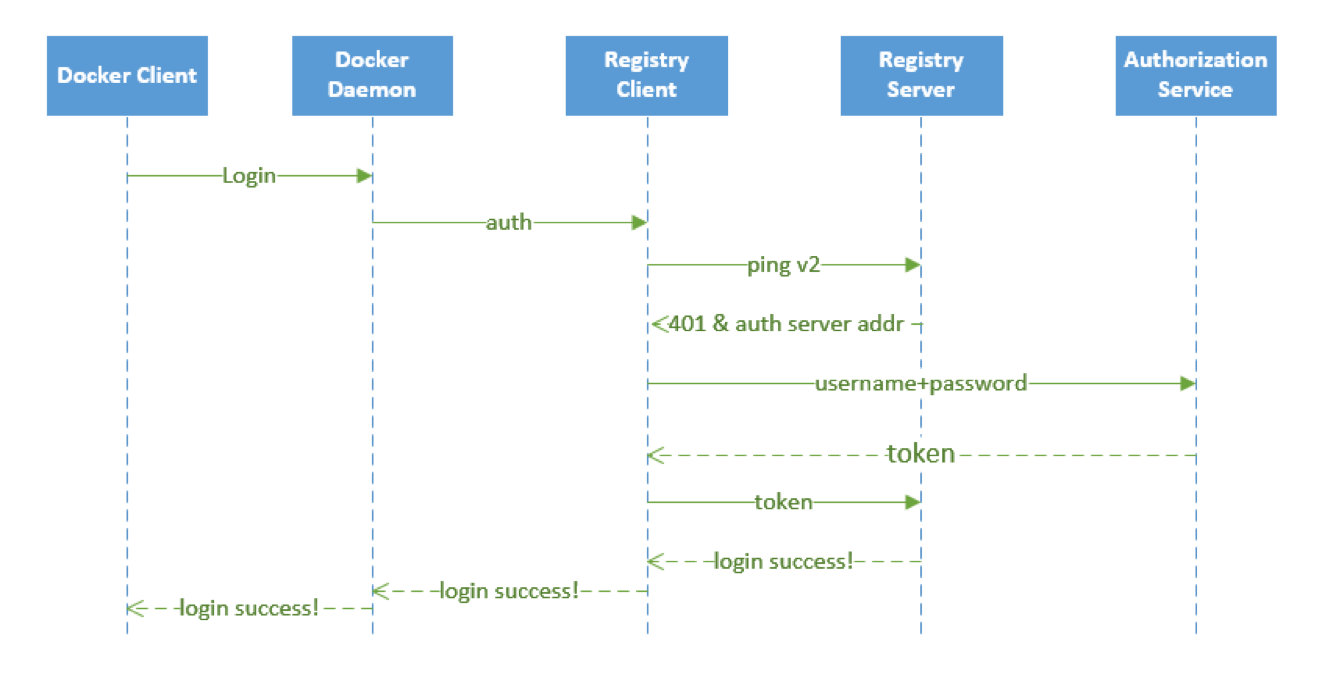 Docker Client
Docker
Daemon
Registry
Client
Registry
Server
Authorization
Service
Login
auth
ping v2
401 & auth server addr
username+password
token
token
login success!
login success!
login success!